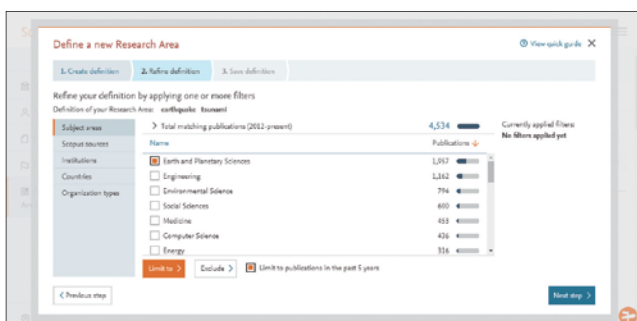 Define a new Research Area
View quick guide X
1. Create definition 2. Refine definition 3. Save definition
Refine your definition by applying one or more filters
Definition of your Research Area: earthquake tsunami
Subject areas
Scopus sources
Institutions
Countries
Organization types
> Total matching publications (2012-present) 4,534
Name Publications
Earth and Planetary Sciences 1,957
Engineering 1,162
Environmental Science 794
Social Sciences 600
Medicine 453
Computer Science 436
Energy 316
Currently applied filters:
No filters applied yet
Limit to > Exclude > Limit to publications in the past 5 years
< Previous step Next step >